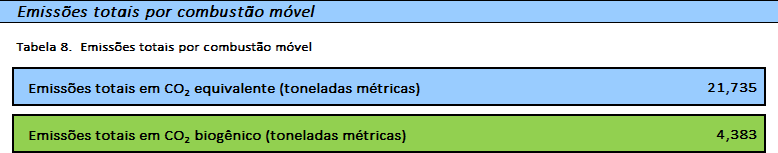 Emissões totais por combustão móvel
Tabela 8. Emissões totais por combustão móvel
Emissões totais em CO₂ equivalente (toneladas métricas) 21,735
Emissões totais em CO₂ biogênico (toneladas métricas) 4,383